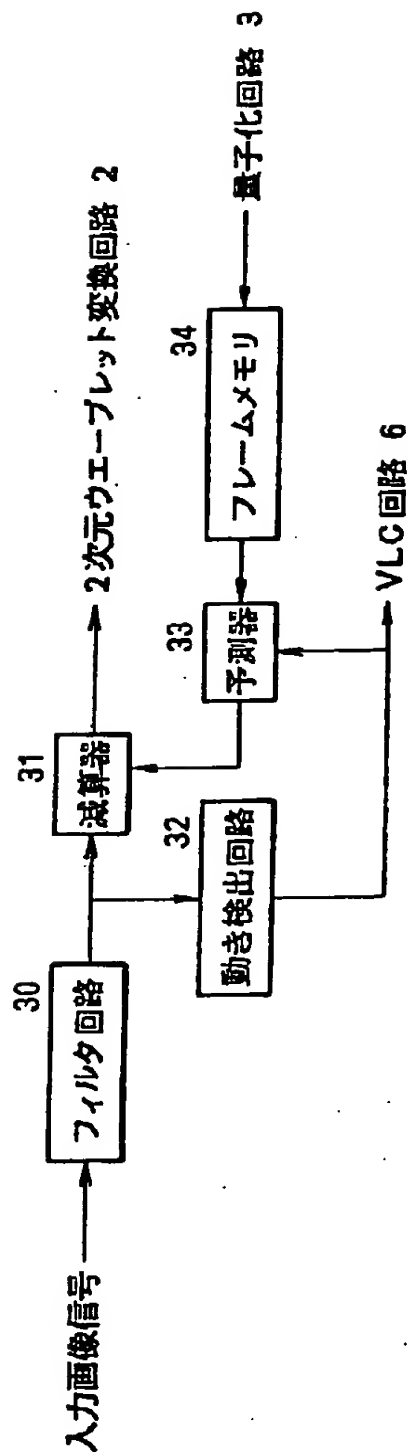 入力画像信号
30
フィルタ回路
31
減算器
2次元ウェーブレット変換回路 2
32
動き検出回路
33
予測器
34
フレームメモリ
量子化回路 3
VLC回路 6